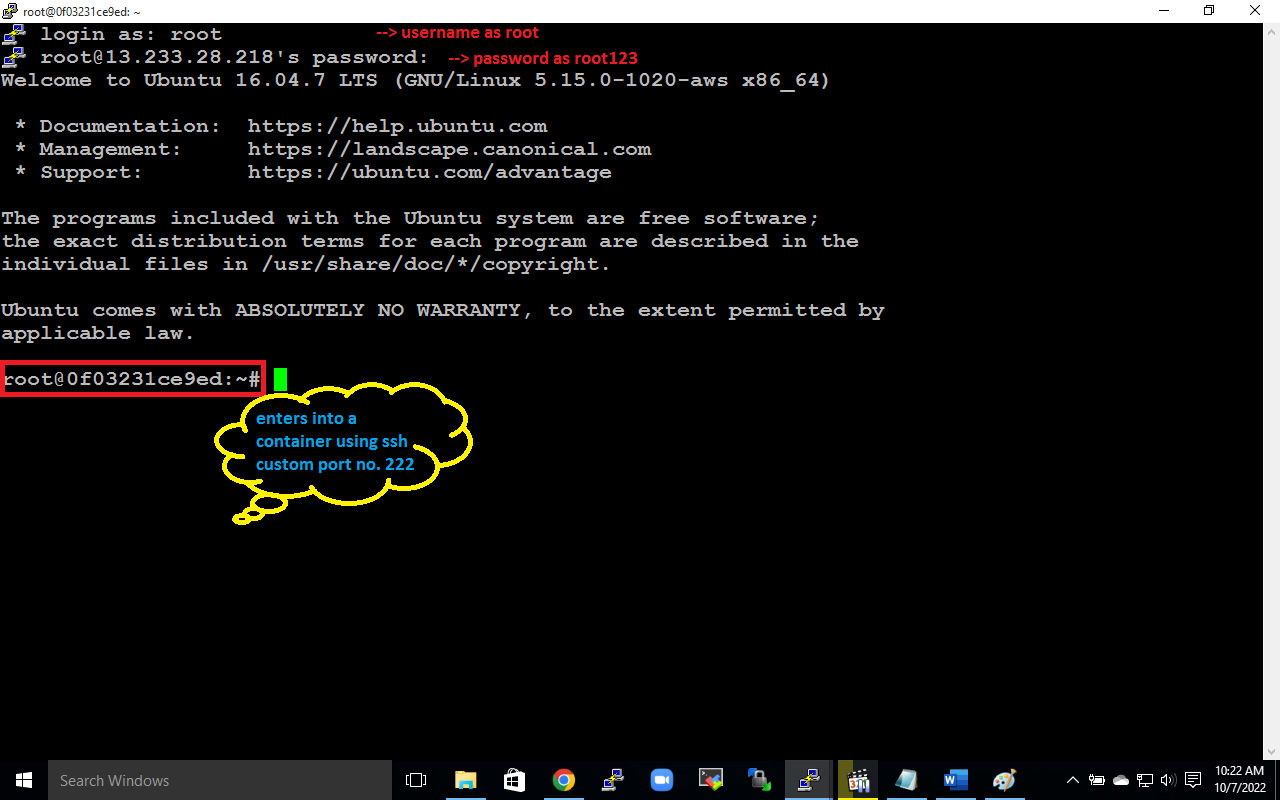 root@0f03231ce9ed: ~
login as: root --> username as root
root@13.233.28.218's password: --> password as root123
Welcome to Ubuntu 16.04.7 LTS (GNU/Linux 5.15.0-1020-aws x86_64)
* Documentation: https://help.ubuntu.com
* Management: https://landscape.canonical.com
* Support: https://ubuntu.com/advantage
The programs included with the Ubuntu system are free software;
the exact distribution terms for each program are described in the
individual files in /usr/share/doc/*/copyright.
Ubuntu comes with ABSOLUTELY NO WARRANTY, to the extent permitted by
applicable law.
root@0f03231ce9ed:~#
enters into a
container using ssh
custom port no. 222
Search Windows
10:22 AM
10/7/2022